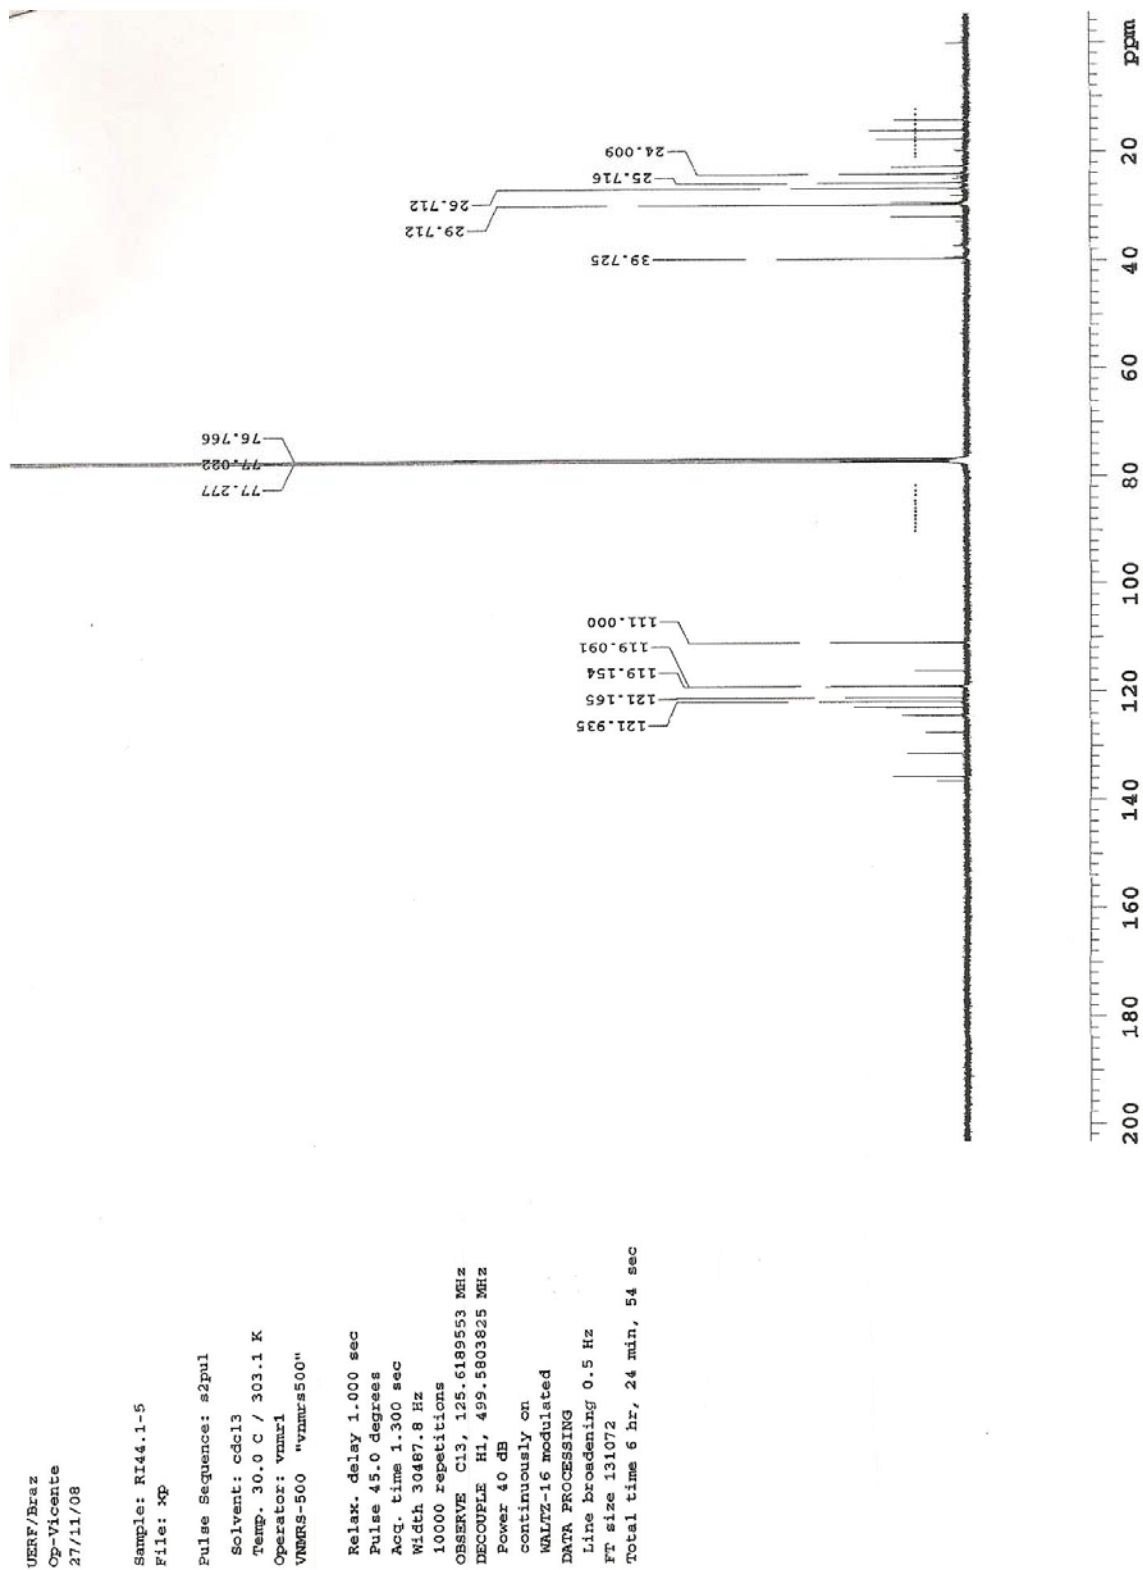 UERF/Braz
Op-Vicente
27/11/08
Sample: RI44.1-5
File: xp
Pulse Sequence: s2pul
Solvent: cdcl3
Temp. 30.0 C / 303.1 K
Operator: vnmr1
VNMRS-500 "vnmrs500"
Relax. delay 1.000 sec
Pulse 45.0 degrees
Acq. time 1.300 sec
Width 30487.8 Hz
10000 repetitions
OBSERVE C13, 125.6189553 MHz
DECOUPLE H1, 499.5803825 MHz
Power 40 dB
continuously on
WALTZ-16 modulated
DATA PROCESSING
Line broadening 0.5 Hz
FT size 131072
Total time 6 hr, 24 min, 54 sec
121.935
121.165
119.154
119.091
111.000
77.277
77.022
76.766
39.725
29.712
26.712
25.716
24.009
200 180 160 140 120 100 80 60 40 20 ppm